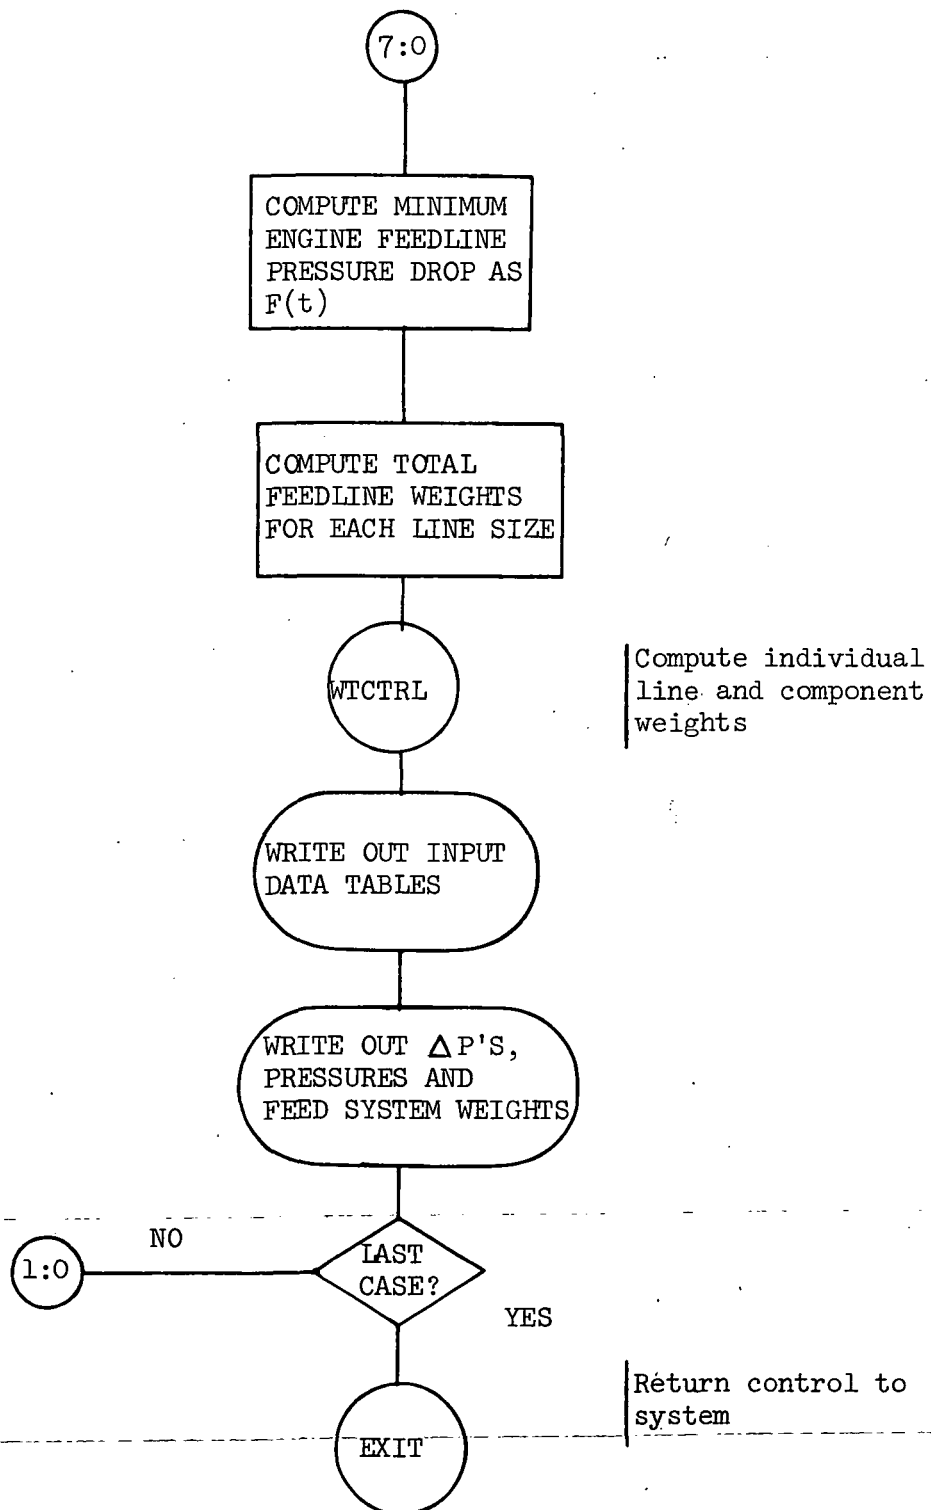 7:0
COMPUTE MINIMUM
ENGINE FEEDLINE
PRESSURE DROP AS
F(t)
COMPUTE TOTAL
FEEDLINE WEIGHTS
FOR EACH LINE SIZE
WTCTRL
Compute individual
line and component
weights
WRITE OUT INPUT
DATA TABLES
WRITE OUT ΔP'S,
PRESSURES AND
FEED SYSTEM WEIGHTS
NO
1:0
LAST
CASE?
YES
Return control to
system
EXIT